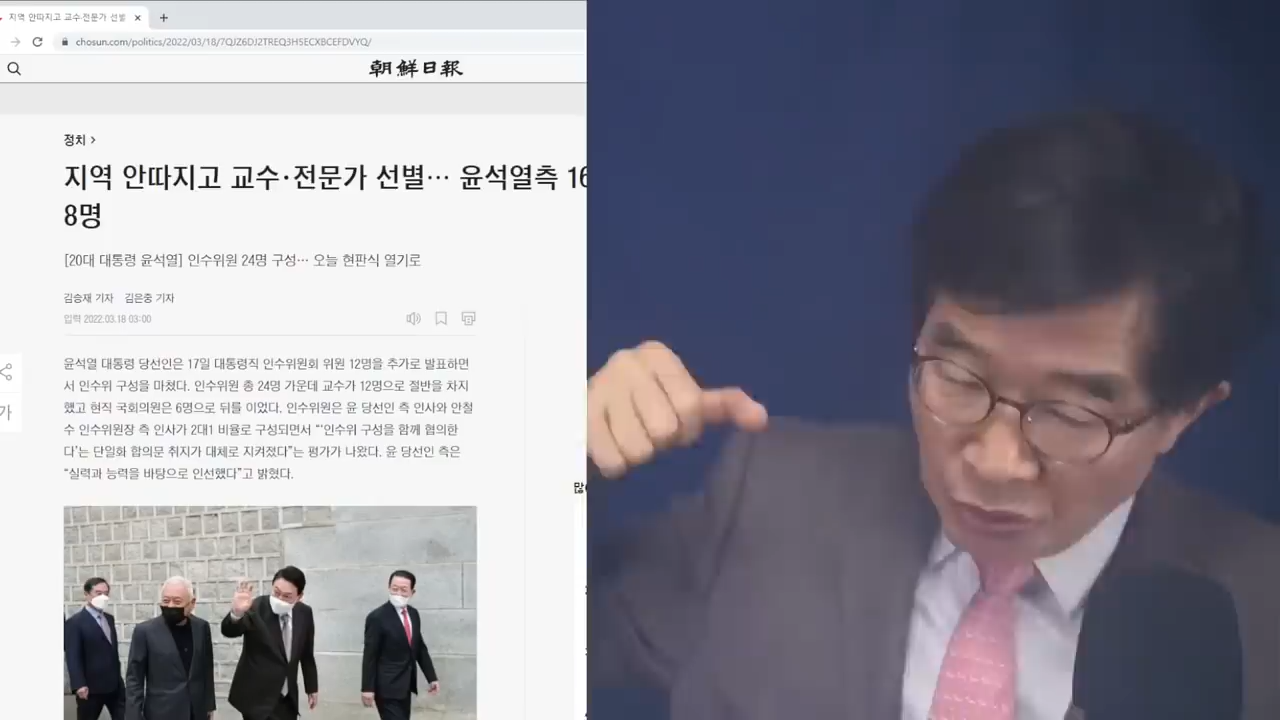 지역 안따지고 교수·전문가 선별
chosun.com/politics/2022/03/18/7QJZ6DJ2TREQ3H5ECXBCEFDVYQ/
朝鮮日報
정치 >
지역 안따지고 교수·전문가 선별… 윤석열측 16
8명
[20대 대통령 윤석열] 인수위원 24명 구성… 오늘 현판식 열기로
김승재 기자 김은중 기자
입력 2022.03.18 03:00
가
윤석열 대통령 당선인은 17일 대통령직 인수위원회 위원 12명을 추가로 발표하면
서 인수위 구성을 마쳤다. 인수위원 총 24명 가운데 교수가 12명으로 절반을 차지
했고 현직 국회의원은 6명으로 뒤를 이었다. 인수위원은 윤 당선인 측 인사와 안철
수 인수위원장 측 인사가 2대1 비율로 구성되면서 “‘인수위 구성을 함께 협의한
다’는 단일화 합의문 취지가 대체로 지켜졌다”는 평가가 나왔다. 윤 당선인 측은
“실력과 능력을 바탕으로 인선했다”고 밝혔다.